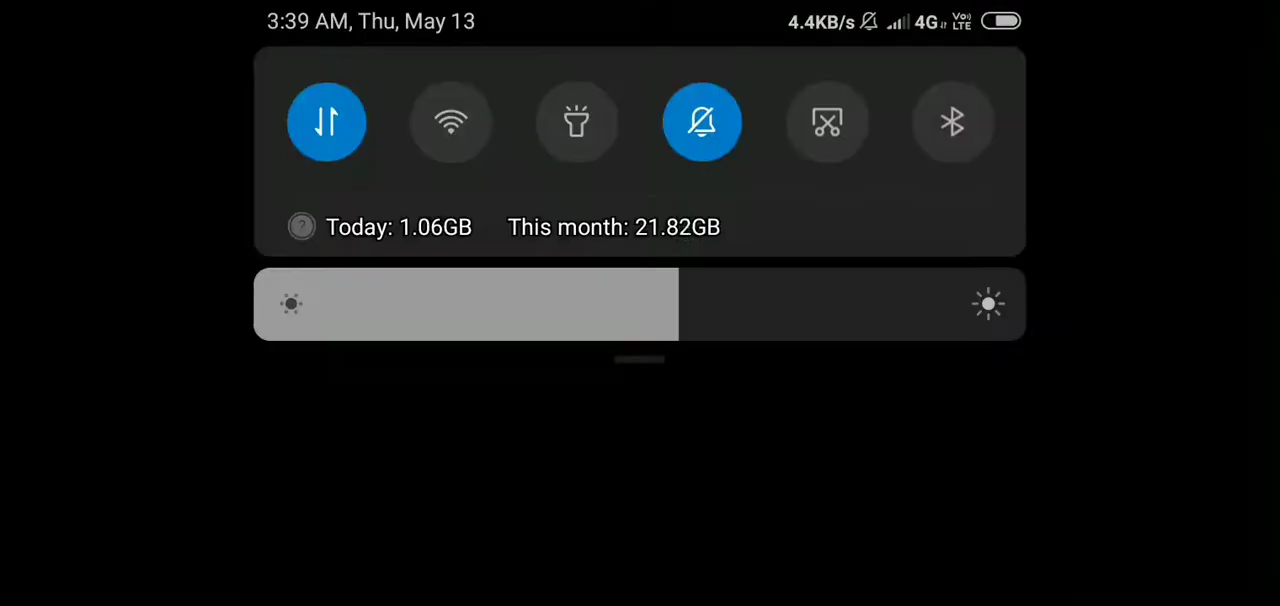 3:39 AM, Thu, May 13 4.4KB/s 4G Vo) LTE
Today: 1.06GB This month: 21.82GB